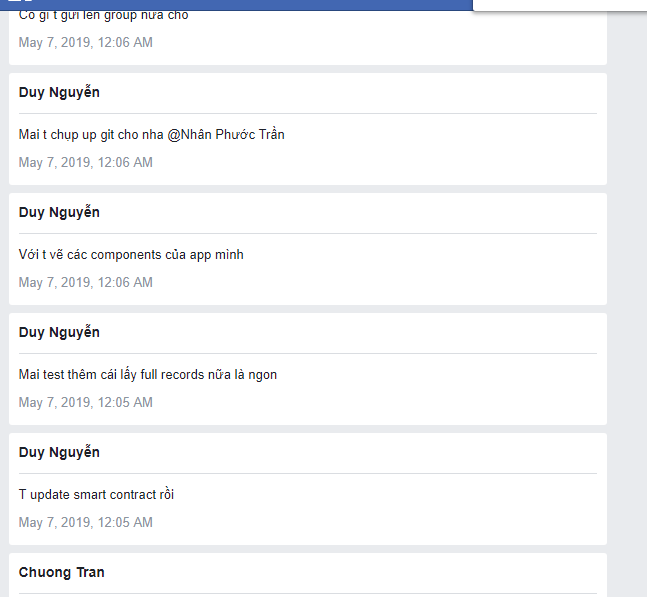 Có gì t gửi lên group nữa cho
May 7, 2019, 12:06 AM
Duy Nguyễn
Mai t chụp up git cho nha @Nhân Phước Trần
May 7, 2019, 12:06 AM
Duy Nguyễn
Với t vẽ các components của app mình
May 7, 2019, 12:06 AM
Duy Nguyễn
Mai test thêm cái lấy full records nữa là ngon
May 7, 2019, 12:05 AM
Duy Nguyễn
T update smart contract rồi
May 7, 2019, 12:05 AM
Chuong Tran